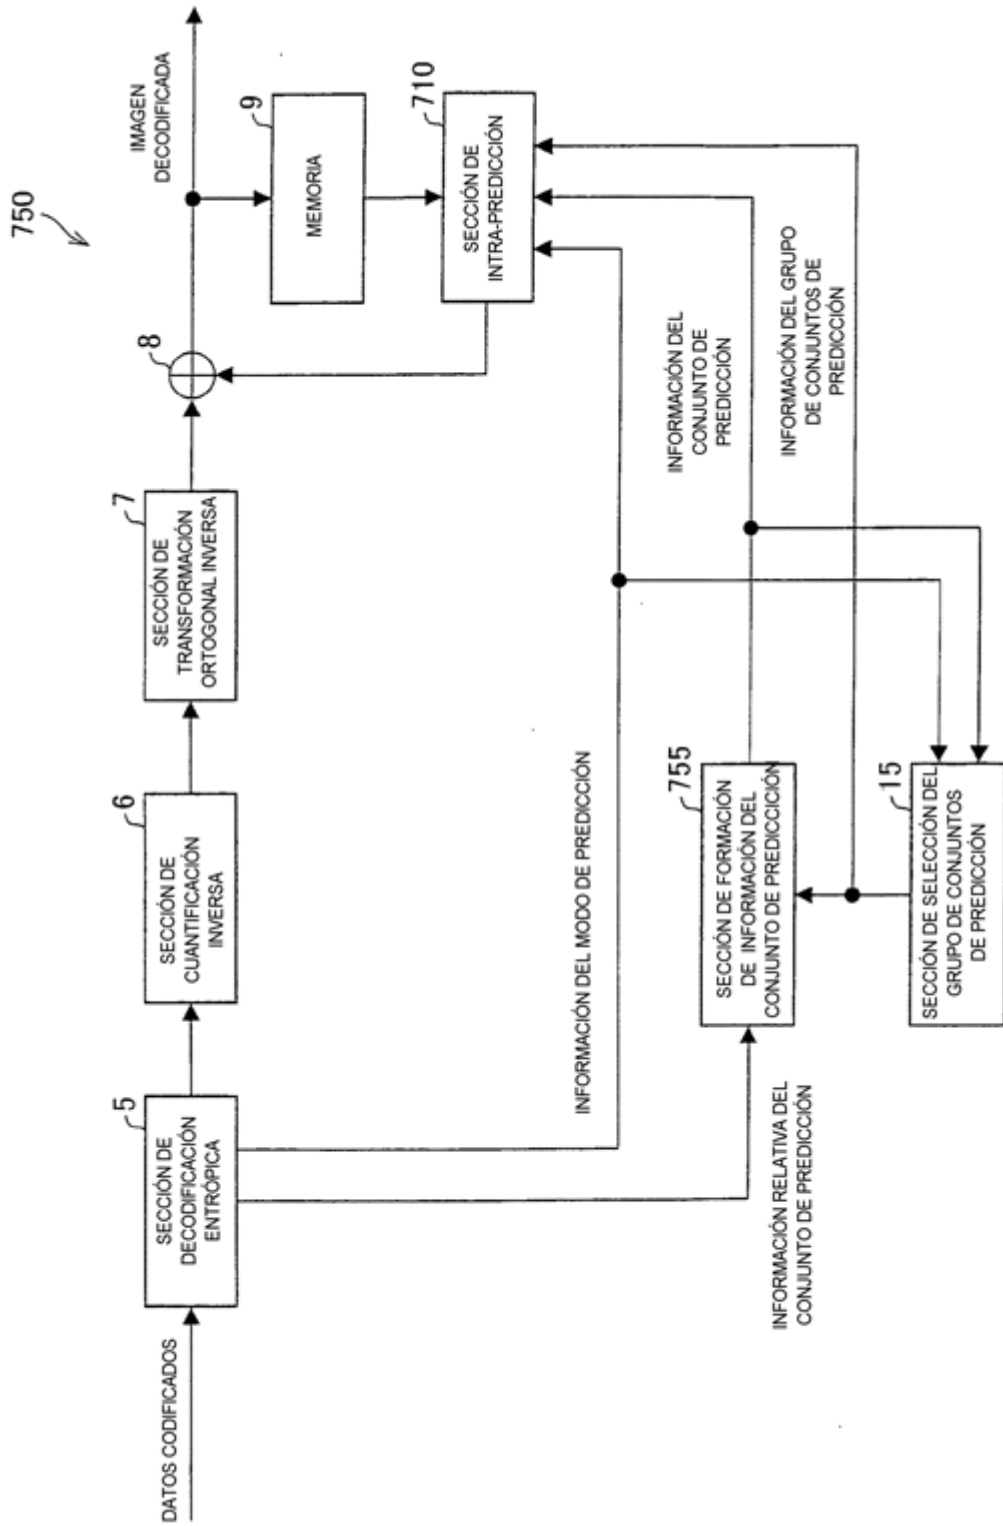 750
DATOS CODIFICADOS
5
SECCIÓN DE
DECODIFICACIÓN
ENTRÓPICA
6
SECCIÓN DE
CUANTIFICACIÓN
INVERSA
7
SECCIÓN DE
TRANSFORMACIÓN
ORTOGONAL INVERSA
8
IMAGEN
DECODIFICADA
9
MEMORIA
710
SECCIÓN DE
INTRA-PREDICCIÓN
INFORMACIÓN DEL MODO DE PREDICCIÓN
INFORMACIÓN DEL
CONJUNTO DE
PREDICCIÓN
INFORMACIÓN DEL GRUPO
DE CONJUNTOS DE
PREDICCIÓN
INFORMACIÓN RELATIVA DEL
CONJUNTO DE PREDICCIÓN
755
SECCIÓN DE FORMACIÓN
DE INFORMACIÓN DEL
CONJUNTO DE PREDICCICIÓN
15
SECCIÓN DE SELECCIÓN DEL
GRUPO DE CONJUNTOS
DE PREDICCIÓN